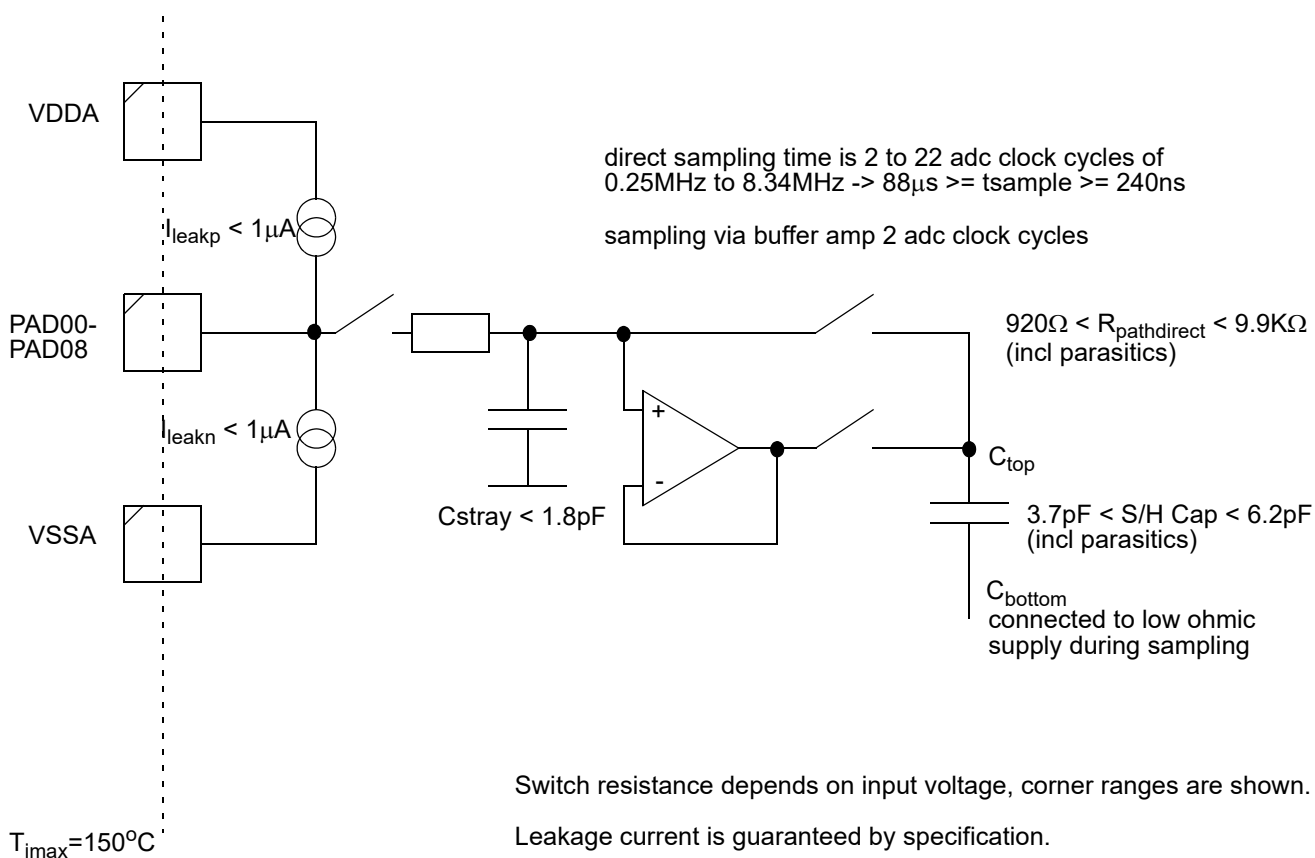 VDDA
direct sampling time is 2 to 22 adc clock cycles of
0.25MHz to 8.34MHz -> 88μs >= tsample >= 240ns
Ileakp < 1μA
sampling via buffer amp 2 adc clock cycles
PAD00-
PAD08
920Ω < Rpathdirect < 9.9KΩ
(incl parasitics)
+
Ileakn < 1μA
-
Ctop
Cstray < 1.8pF
3.7pF < S/H Cap < 6.2pF
(incl parasitics)
VSSA
Cbottom
connected to low ohmic
supply during sampling
Switch resistance depends on input voltage, corner ranges are shown.
Leakage current is guaranteed by specification.
Timax=150oC